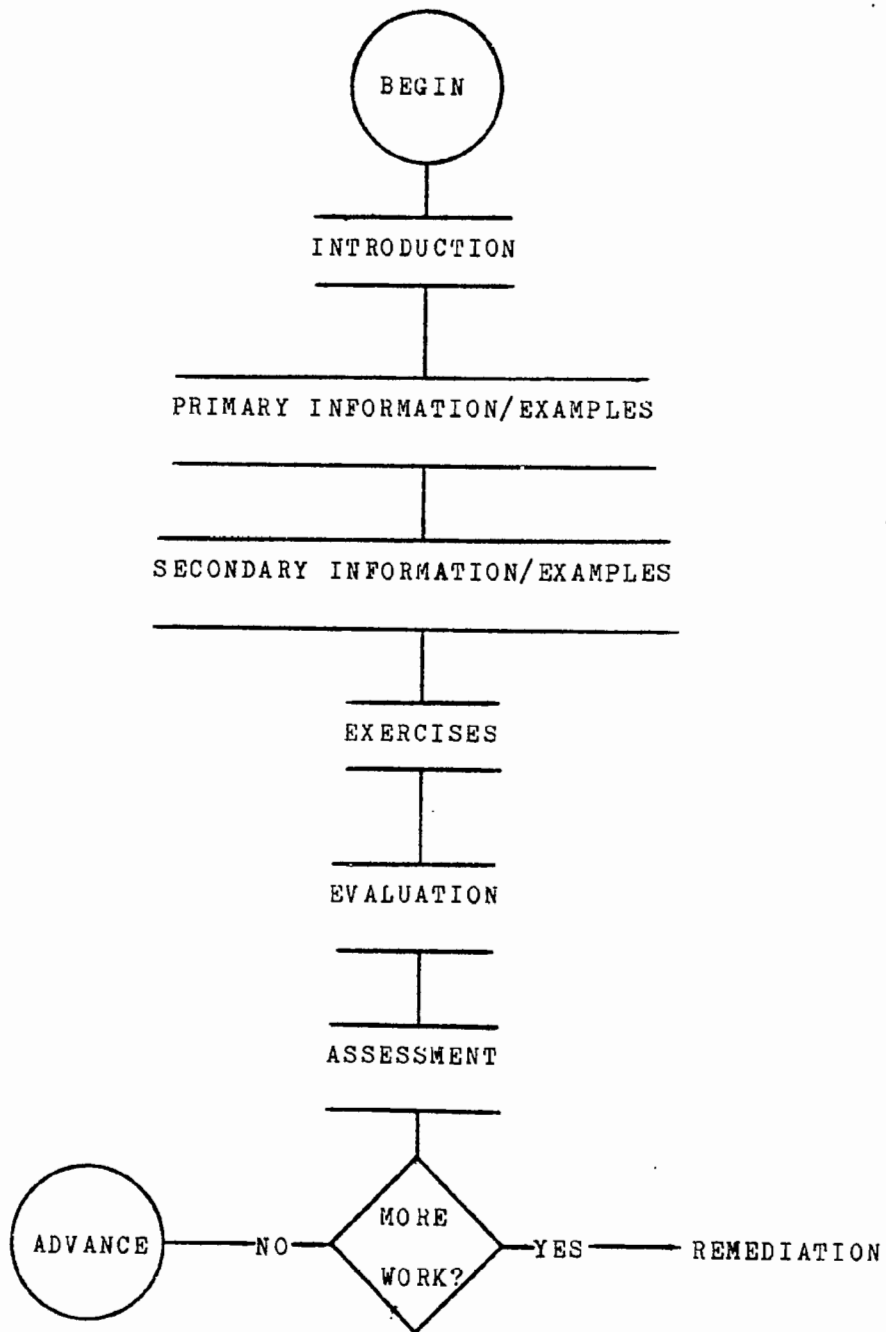 BEGIN
INTRODUCTION
PRIMARY INFORMATION/EXAMPLES
SECONDARY INFORMATION/EXAMPLES
EXERCISES
EVALUATION
ASSESSMENT
MORE
WORK?
ADVANCE
NO
YES
REMEDIATION